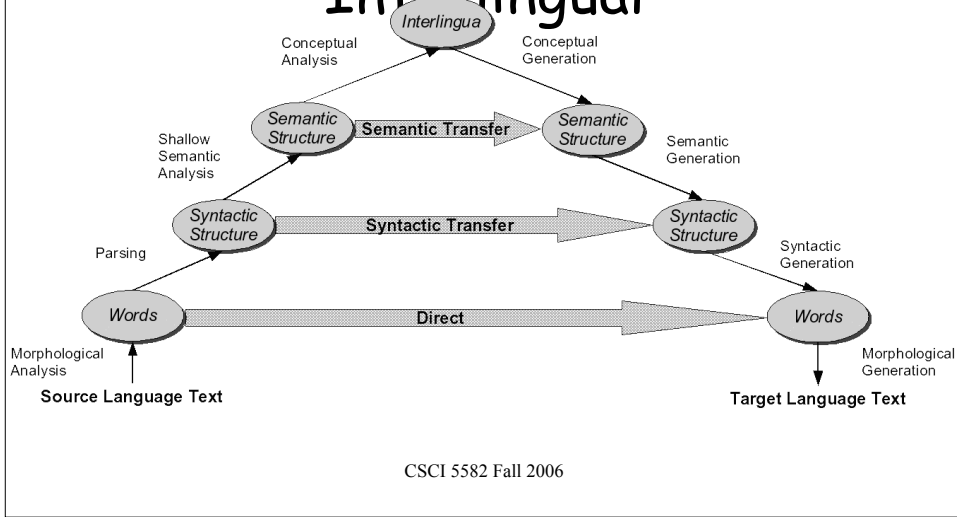 Interlingua
Conceptual
Analysis
Conceptual
Generation
Semantic
Structure
Semantic Transfer
Semantic
Structure
Shallow
Semantic
Analysis
Semantic
Generation
Syntactic
Structure
Syntactic Transfer
Syntactic
Structure
Parsing
Syntactic
Generation
Words
Direct
Words
Morphological
Analysis
Morphological
Generation
Source Language Text
Target Language Text
CSCI 5582 Fall 2006